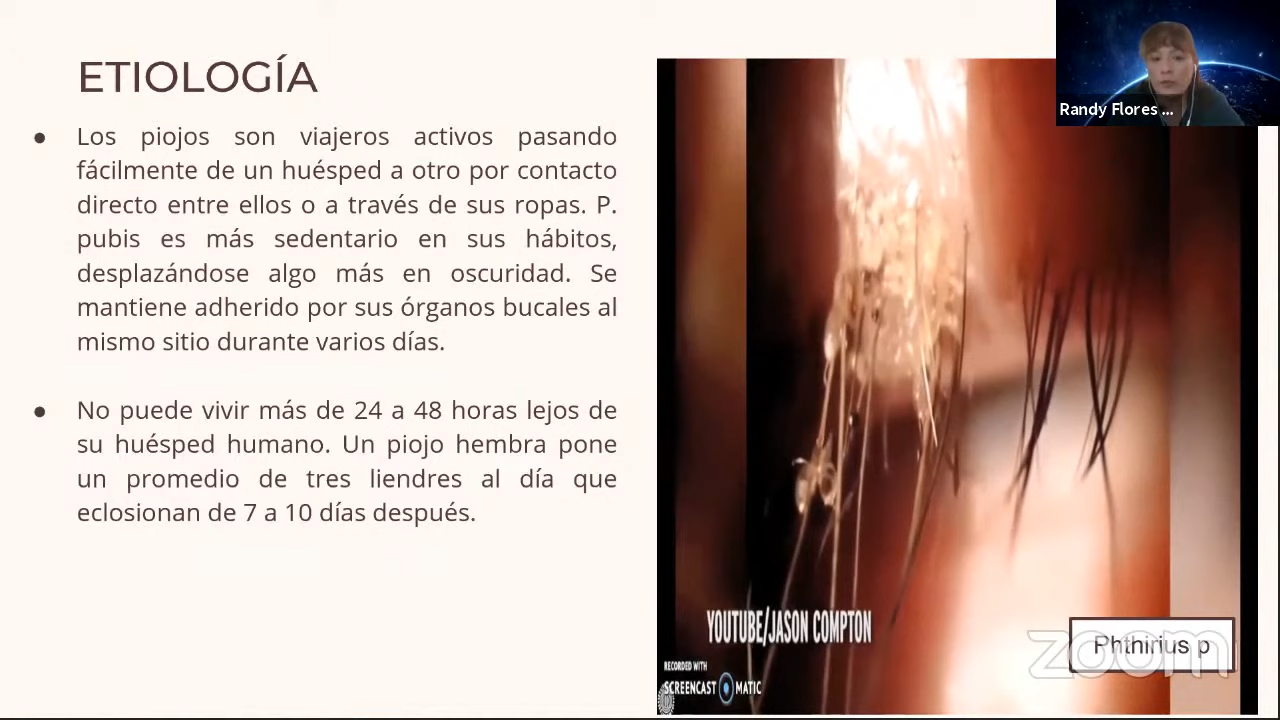 ETIOLOGÍA
Randy Flores ...
● Los piojos son viajeros activos pasando
fácilmente de un huésped a otro por contacto
directo entre ellos o a través de sus ropas. P.
pubis es más sedentario en sus hábitos,
desplazándose algo más en oscuridad. Se
mantiene adherido por sus órganos bucales al
mismo sitio durante varios días.
● No puede vivir más de 24 a 48 horas lejos de
su huésped humano. Un piojo hembra pone
un promedio de tres liendres al día que
eclosionan de 7 a 10 días después.
YOUTUBE/JASON COMPTON
Phthirius p
zoom
RECORDED WITH
SCREENCAST MATIC